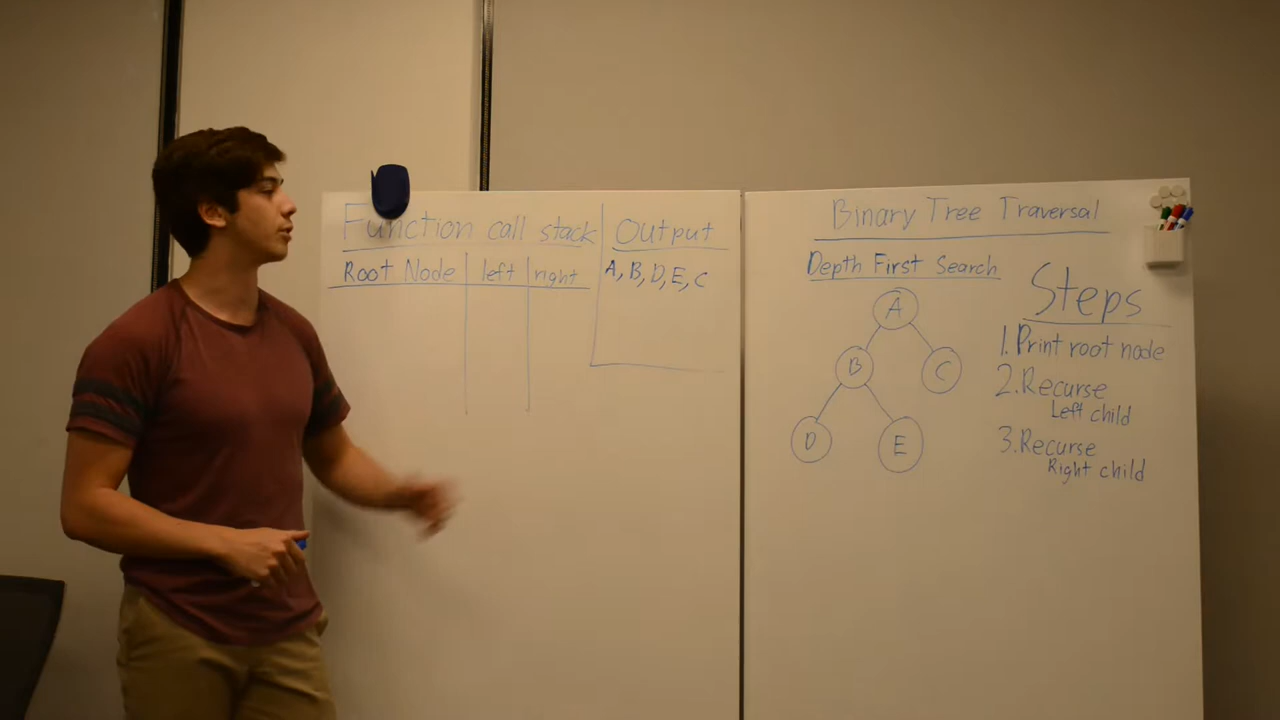 Function call stack
Root Node left right
Output
A, B, D, E, C
Binary Tree Traversal
Depth First Search
A
B
C
D
E
Steps
1. Print root node
2. Recurse
Left child
3. Recurse
Right child